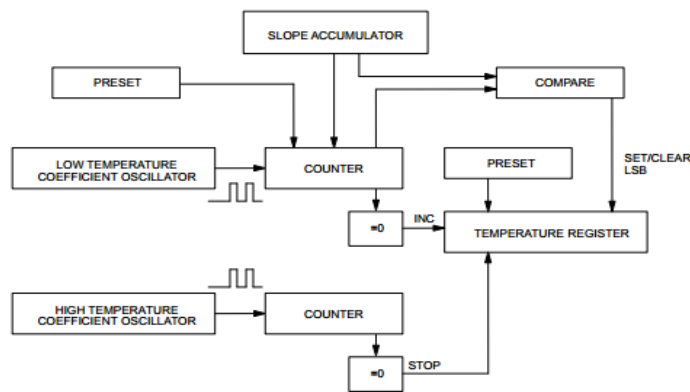 SLOPE ACCUMULATOR
PRESET
COMPARE
LOW TEMPERATURE
COEFFICIENT OSCILLATOR
COUNTER
PRESET
SET/CLEAR
LSB
=0
INC
TEMPERATURE REGISTER
HIGH TEMPERATURE
COEFFICIENT OSCILLATOR
COUNTER
=0
STOP